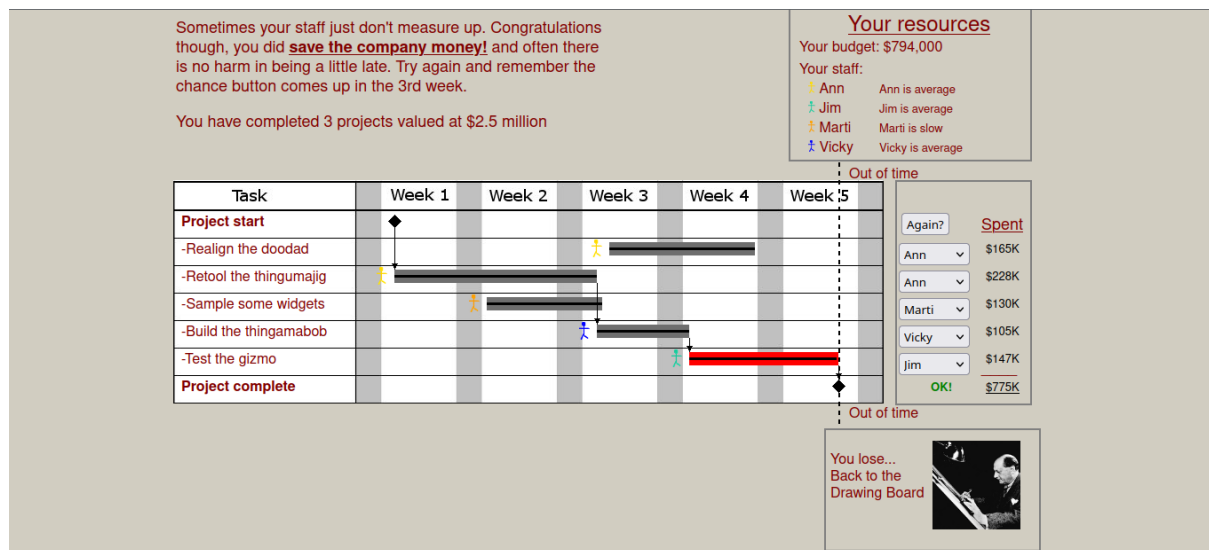 Sometimes your staff just don't measure up. Congratulations
though, you did save the company money! and often there
is no harm in being a little late. Try again and remember the
chance button comes up in the 3rd week.
You have completed 3 projects valued at $2.5 million
Your resources
Your budget: $794,000
Your staff:
Ann Ann is average
Jim Jim is average
Marti Marti is slow
Vicky Vicky is average
Out of time
Task Week 1 Week 2 Week 3 Week 4 Week 5
Project start Again? Spent
-Realign the doodad Ann $165K
-Retool the thingumajig Ann $228K
-Sample some widgets Marti $130K
-Build the thingamabob Vicky $105K
-Test the gizmo Jim $147K
Project complete OK! $775K
Out of time
You lose...
Back to the
Drawing Board